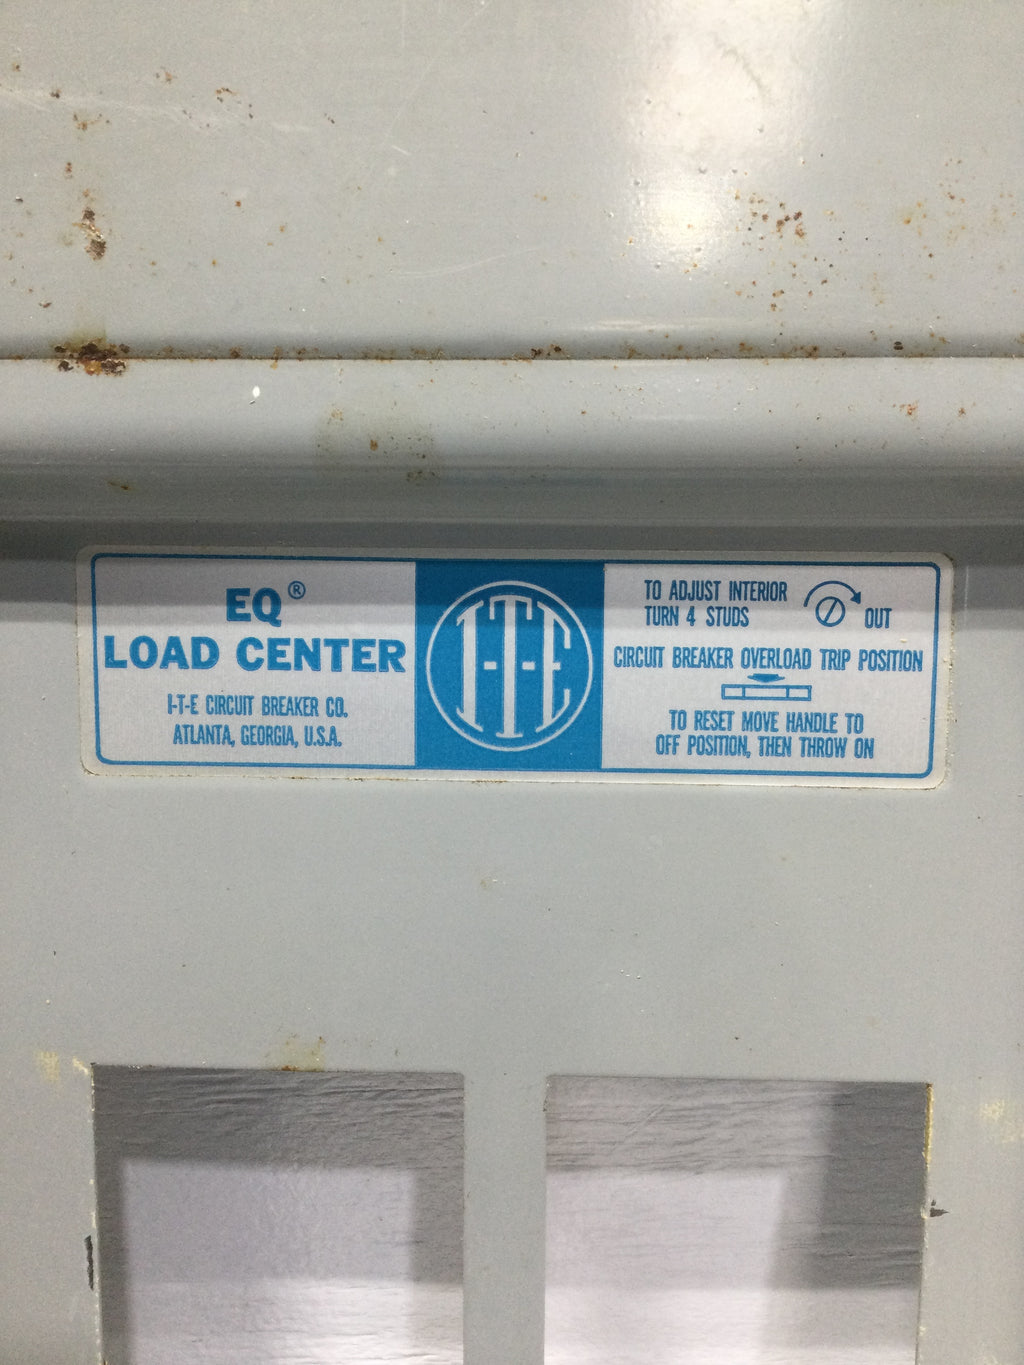 EQ®
LOAD CENTER
I-T-E CIRCUIT BREAKER CO.
ATLANTA, GEORGIA, U.S.A.
I-T-E
TO ADJUST INTERIOR
TURN 4 STUDS
OUT
CIRCUIT BREAKER OVERLOAD TRIP POSITION
TO RESET MOVE HANDLE TO
OFF POSITION, THEN THROW ON